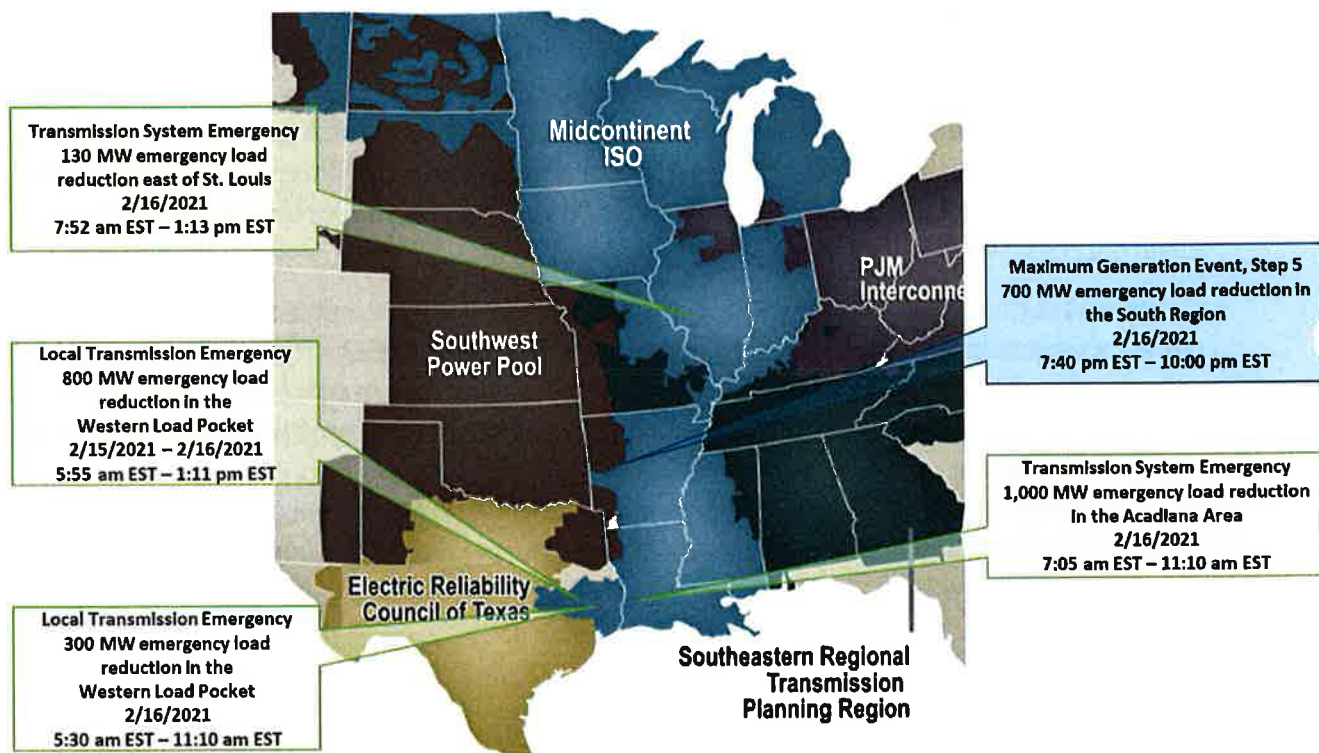 Transmission System Emergency
130 MW emergency load
reduction east of St. Louis
2/16/2021
7:52 am EST – 1:13 pm EST
Local Transmission Emergency
800 MW emergency load
reduction in the
Western Load Pocket
2/15/2021 – 2/16/2021
5:55 am EST – 1:11 pm EST
Local Transmission Emergency
300 MW emergency load
reduction in the
Western Load Pocket
2/16/2021
5:30 am EST – 11:10 am EST
Midcontinent
ISO
Southwest
Power Pool
Electric Reliability
Council of Texas
PJM
Interconne
Southeastern Regional
Transmission
Planning Region
Maximum Generation Event, Step 5
700 MW emergency load reduction in
the South Region
2/16/2021
7:40 pm EST – 10:00 pm EST
Transmission System Emergency
1,000 MW emergency load reduction
in the Acadiana Area
2/16/2021
7:05 am EST – 11:10 am EST